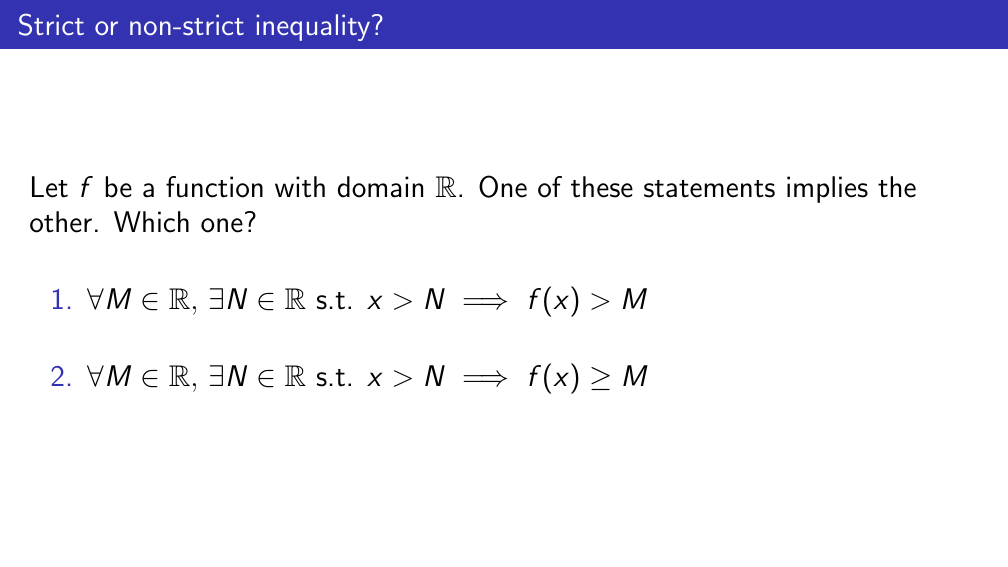 Strict or non-strict inequality?
Let f be a function with domain ℝ. One of these statements implies the
other. Which one?
1. ∀M ∈ ℝ, ∃N ∈ ℝ s.t. x > N ⟹ f(x) > M
2. ∀M ∈ ℝ, ∃N ∈ ℝ s.t. x > N ⟹ f(x) ≥ M